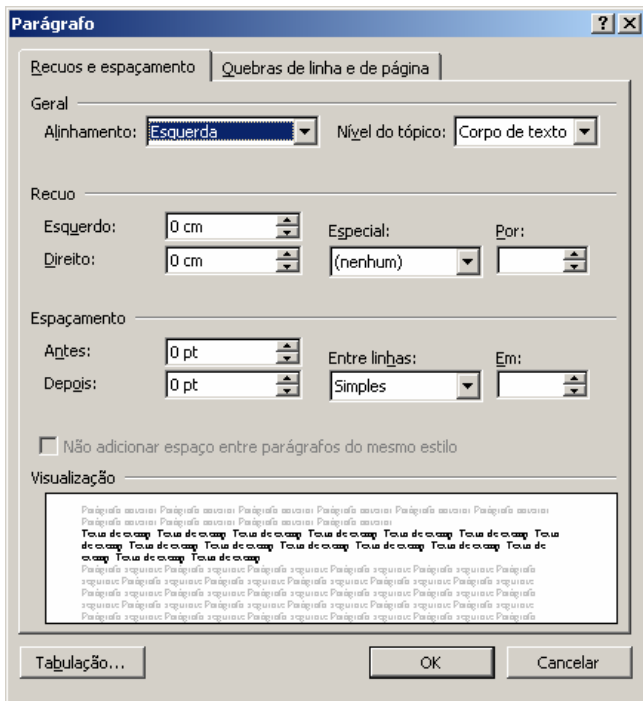 Parágrafo
Recuos e espaçamento Quebras de linha e de página
Geral
Alinhamento: Esquerda Nível do tópico: Corpo de texto
Recuo
Esquerdo: 0 cm Especial: Por:
Direito: 0 cm (nenhum)
Espaçamento
Antes: 0 pt Entre linhas: Em:
Depois: 0 pt Simples
Não adicionar espaço entre parágrafos do mesmo estilo
Visualização
Tabulação... OK Cancelar